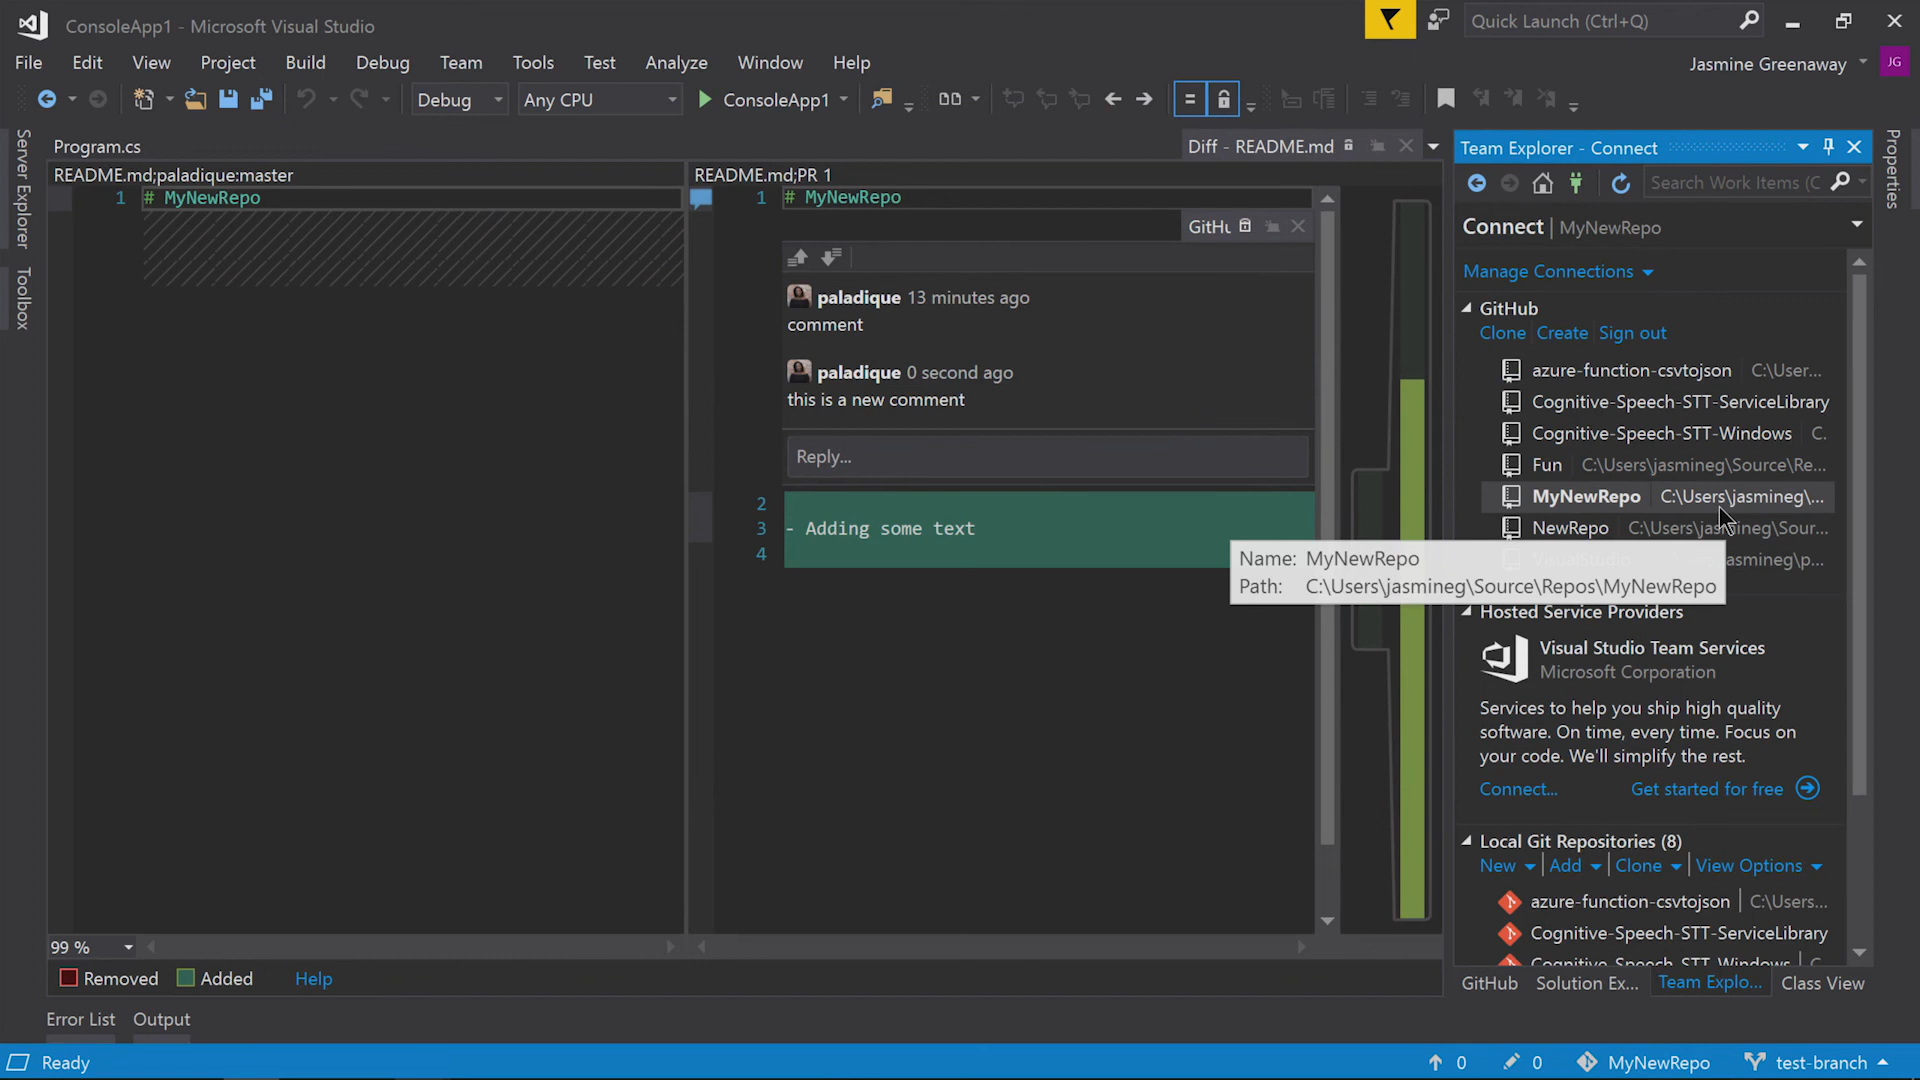 ConsoleApp1 - Microsoft Visual Studio
Quick Launch (Ctrl+Q)
File Edit View Project Build Debug Team Tools Test Analyze Window Help
Jasmine Greenaway JG
Debug Any CPU ConsoleApp1
Server Explorer
Toolbox
Program.cs
Diff - README.md
README.md;paladique:master
README.md;PR 1
1 # MyNewRepo
1 # MyNewRepo
GitHu
paladique 13 minutes ago
comment
paladique 0 second ago
this is a new comment
Reply...
2
3 - Adding some text
4
99 %
Removed Added Help
Team Explorer - Connect
Properties
Search Work Items (C
Connect | MyNewRepo
Manage Connections
GitHub
Clone Create Sign out
azure-function-csvtojson C:\User...
Cognitive-Speech-STT-ServiceLibrary
Cognitive-Speech-STT-Windows C.
Fun C:\Users\jasmineg\Source\Re...
MyNewRepo C:\Users\jasmineg\...
NewRepo C:\Users\jasmineg\Sour...
VisualStudio jasmineg\p...
Name: MyNewRepo
Path: C:\Users\jasmineg\Source\Repos\MyNewRepo
Hosted Service Providers
Visual Studio Team Services
Microsoft Corporation
Services to help you ship high quality
software. On time, every time. Focus on
your code. We'll simplify the rest.
Connect... Get started for free
Local Git Repositories (8)
New Add Clone View Options
azure-function-csvtojson C:\Users...
Cognitive-Speech-STT-ServiceLibrary
Cognitive-Speech-STT-Windows C
GitHub Solution Ex... Team Explo... Class View
Error List Output
Ready
0 0 MyNewRepo test-branch